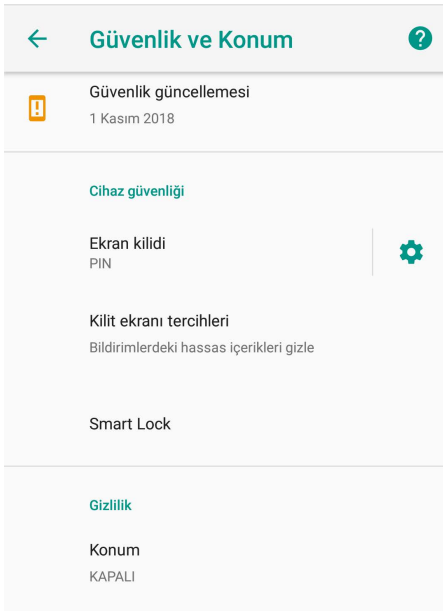 Güvenlik ve Konum
Güvenlik güncellemesi
1 Kasım 2018
Cihaz güvenliği
Ekran kilidi
PIN
Kilit ekranı tercihleri
Bildirimlerdeki hassas içerikleri gizle
Smart Lock
Gizlilik
Konum
KAPALI